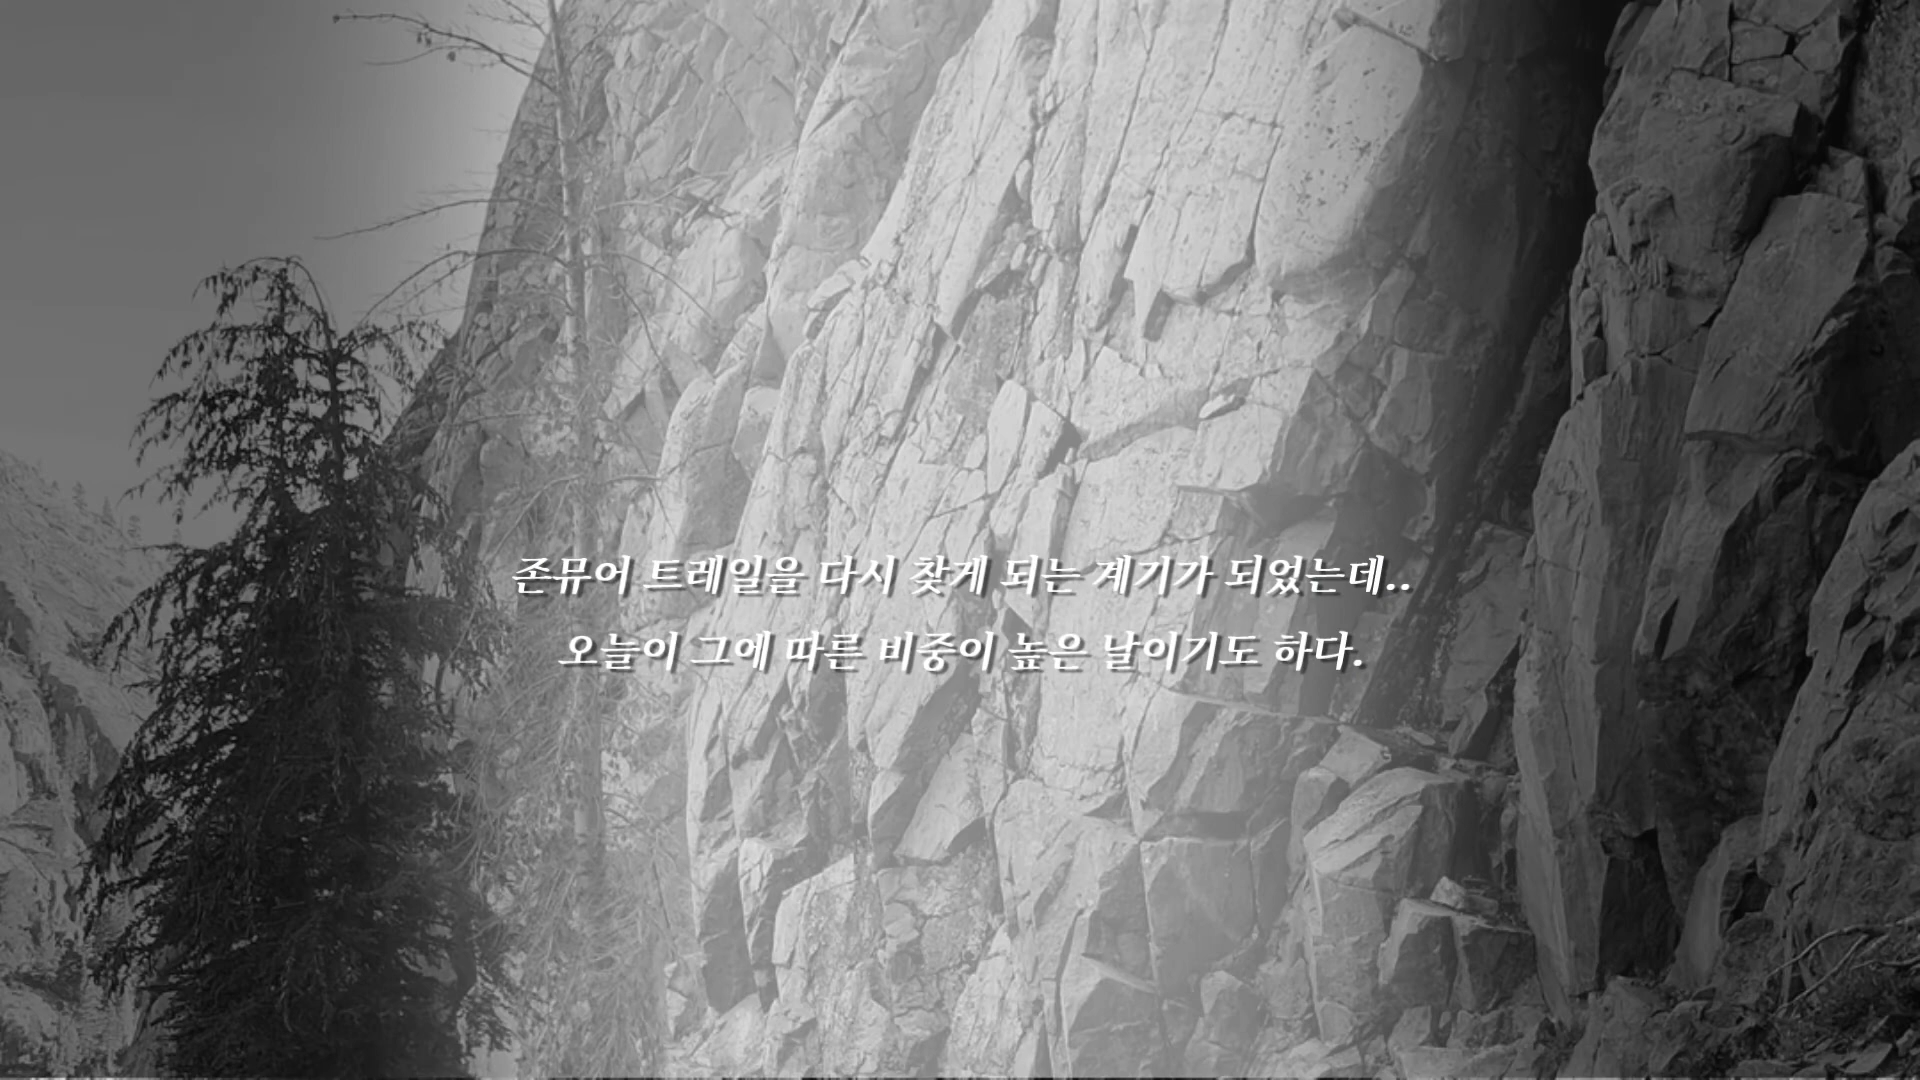 존뮤어 트레일을 다시 찾게 되는 계기가 되었는데..
오늘이 그에 따른 비중이 높은 날이기도 하다.